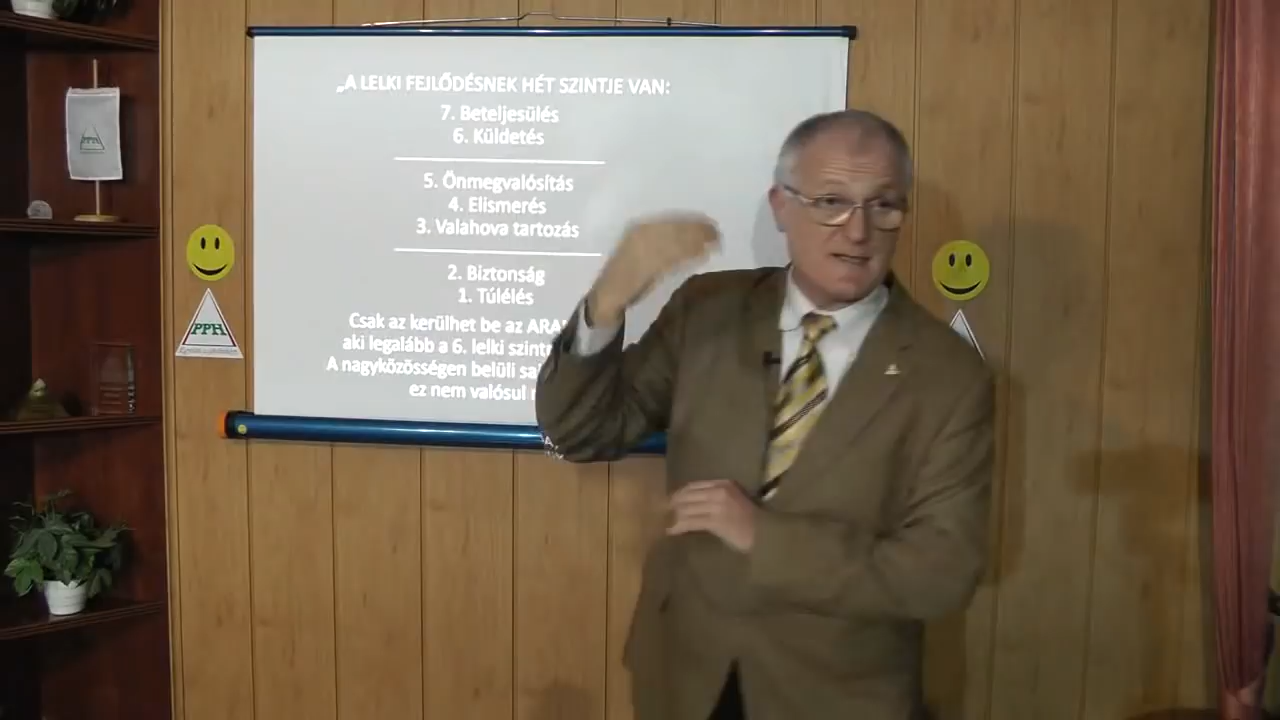 „A LELKI FEJLŐDÉSNEK HÉT SZINTJE VAN:
7. Beteljesülés
6. Küldetés
5. Önmegvalósítás
4. Elismerés
3. Valahova tartozás
2. Biztonság
1. Túlélés
Csak az kerülhet be az
aki legalább a 6. lelki
A nagyközösségen belüli
ez nem valósul
PPH
PPH